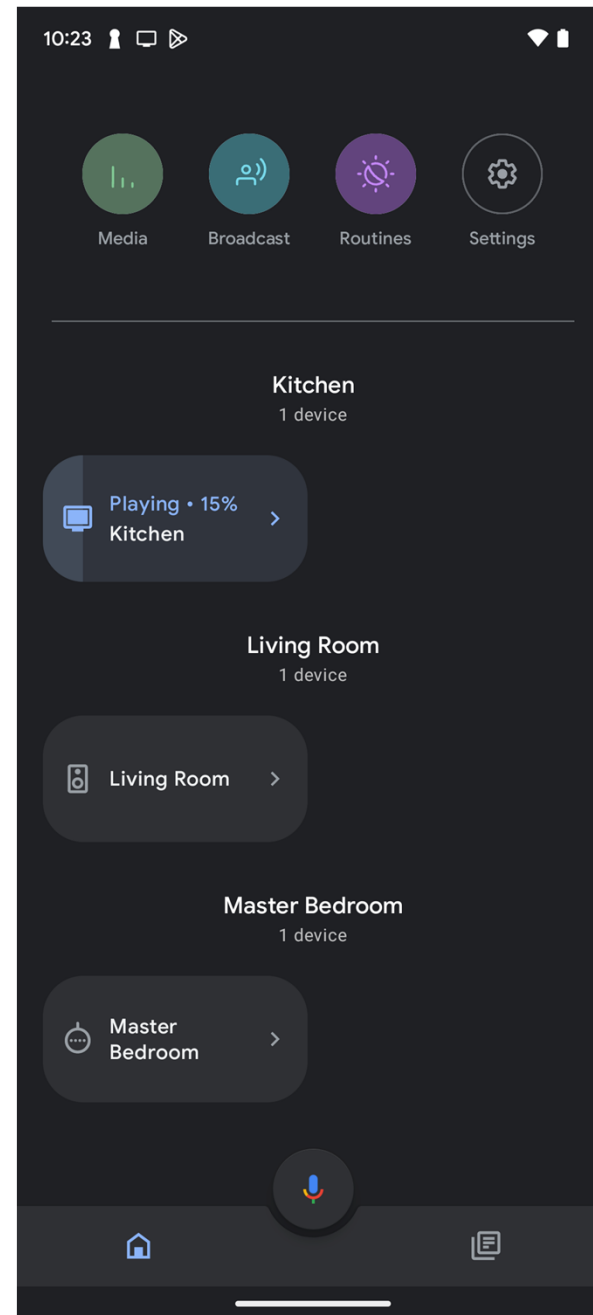 10:23
Media Broadcast Routines Settings
Kitchen
1 device
Playing • 15%
Kitchen
Living Room
1 device
Living Room
Master Bedroom
1 device
Master
Bedroom